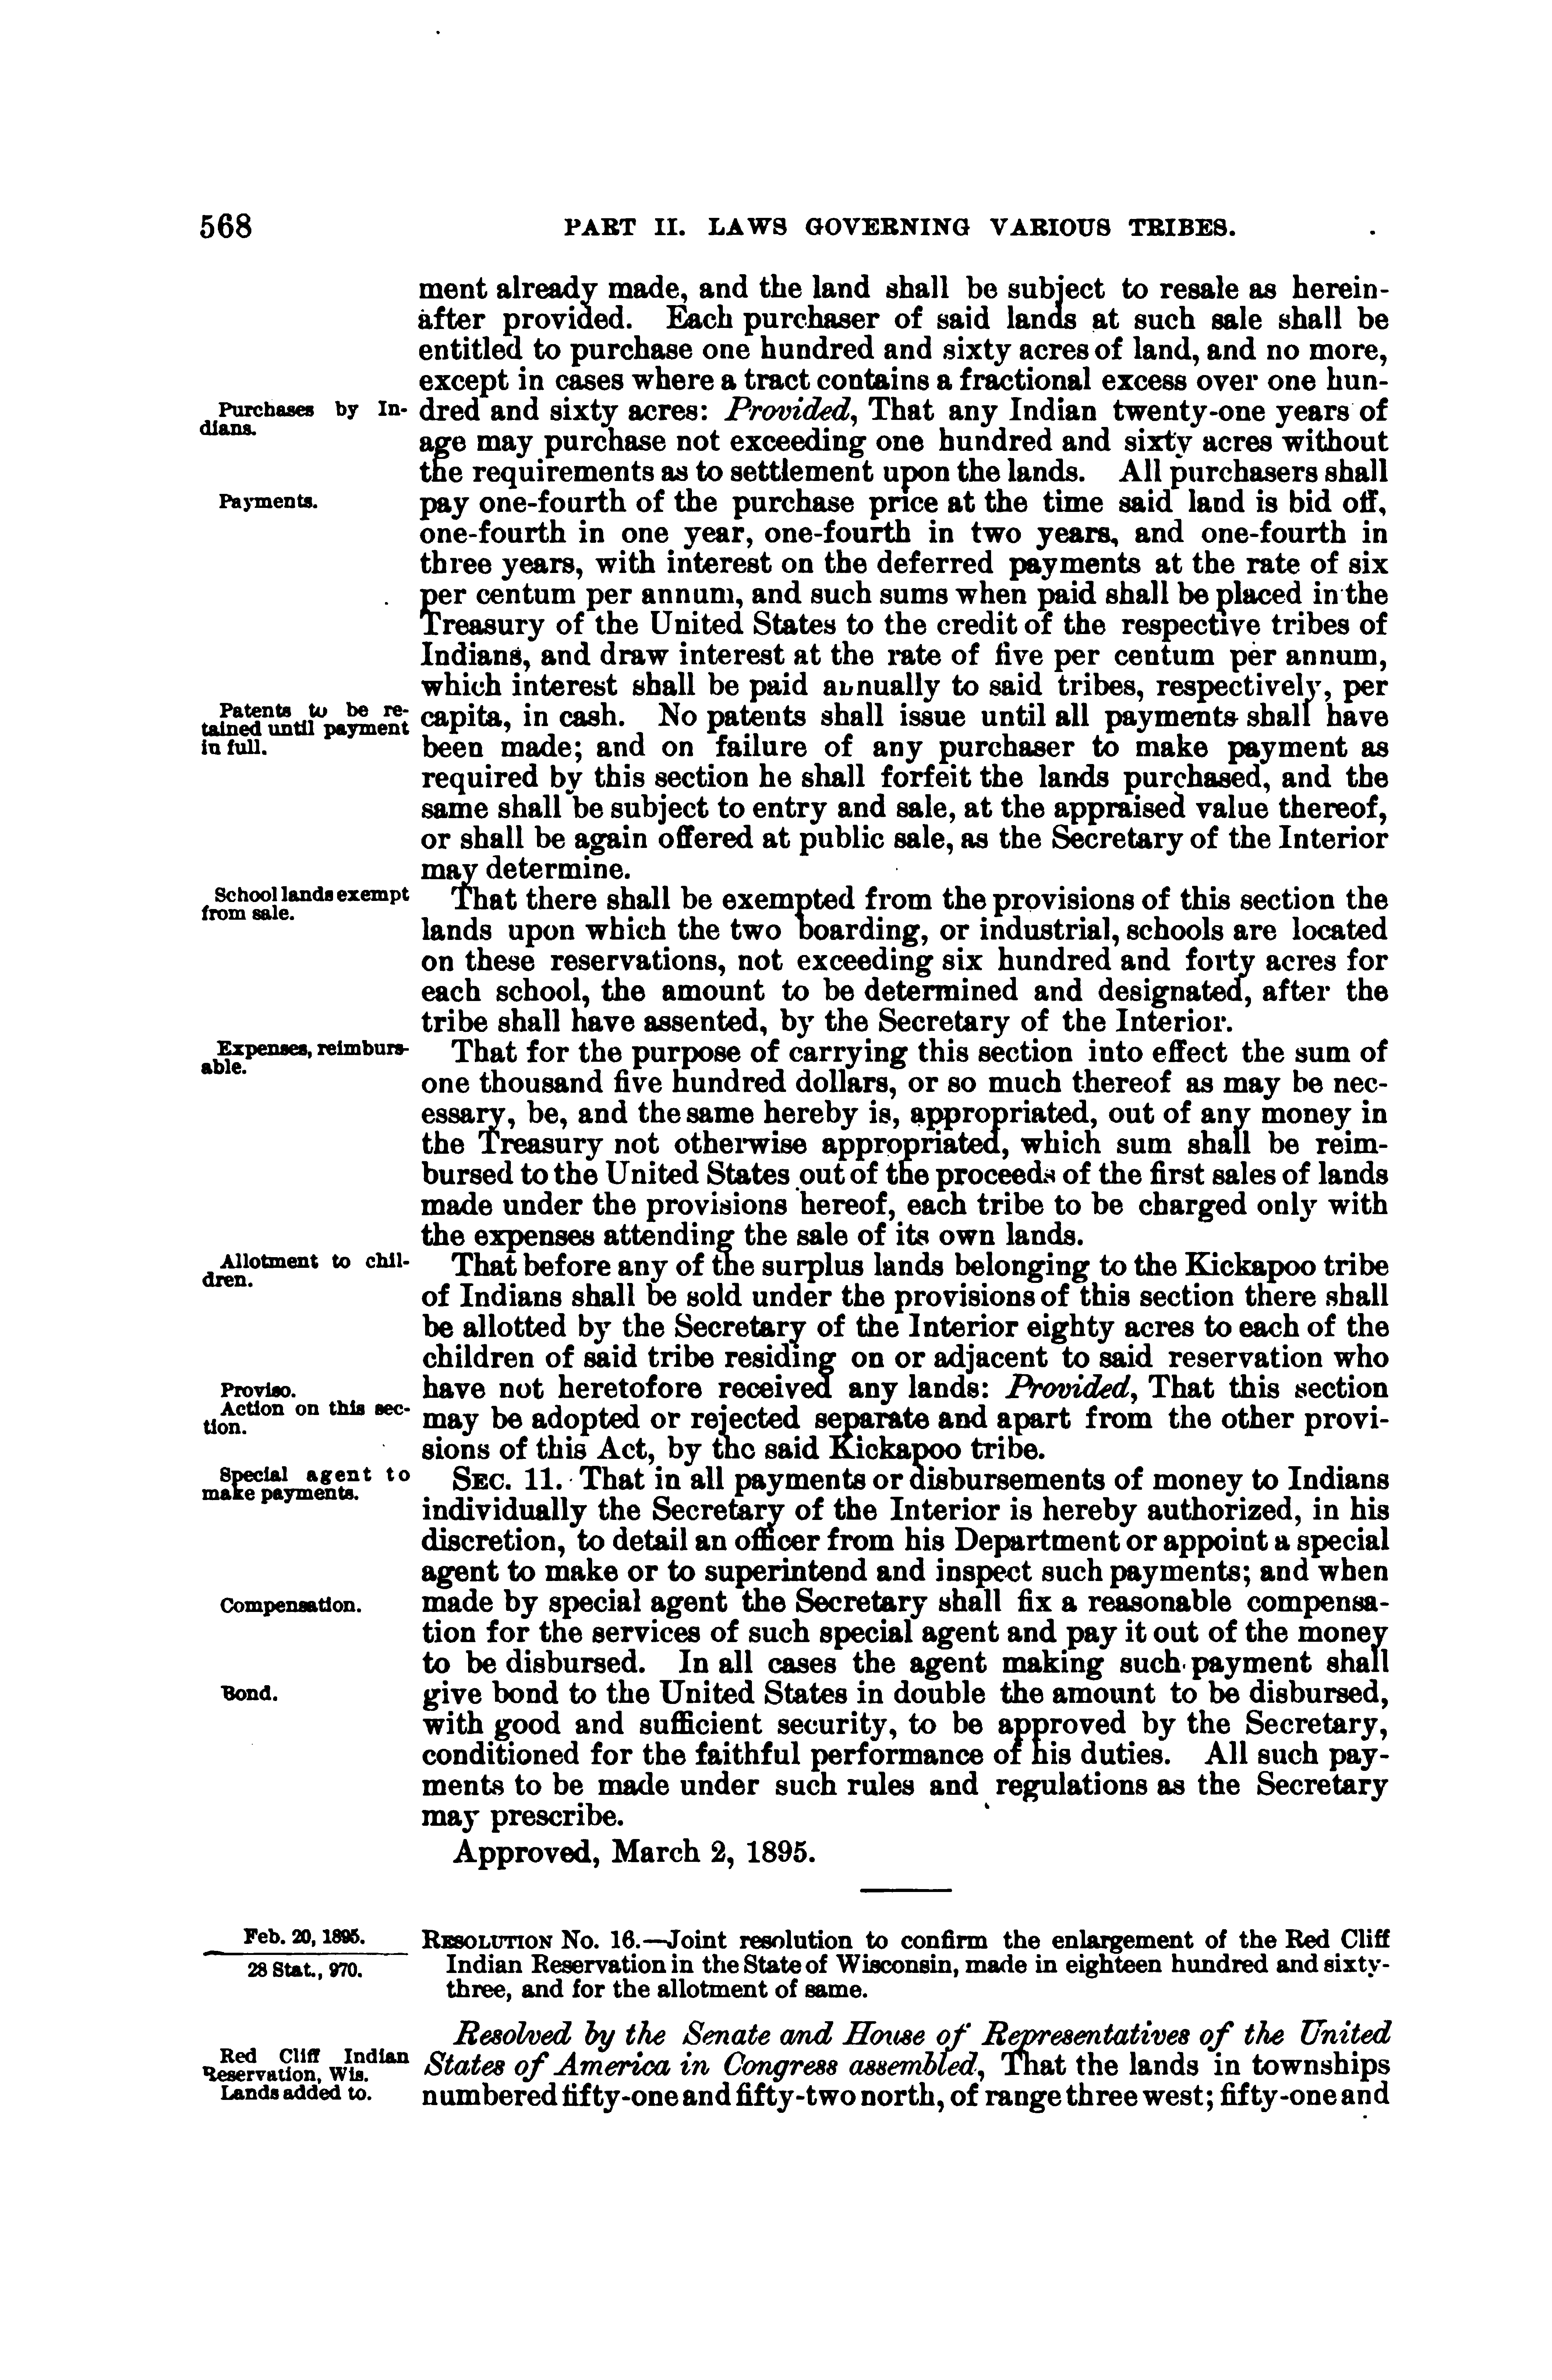 568 PART II. LAWS GOVERNING VARIOUS TRIBES.
ment already made, and the land shall be subject to resale as herein-
after provided. Each purchaser of said lands at such sale shall be
entitled to purchase one hundred and sixty acres of land, and no more,
except in cases where a tract contains a fractional excess over one hun-
Purchases by In-
dians.
dred and sixty acres: Provided, That any Indian twenty-one years of
age may purchase not exceeding one hundred and sixty acres without
the requirements as to settlement upon the lands. All purchasers shall
Payments.
pay one-fourth of the purchase price at the time said land is bid off,
one-fourth in one year, one-fourth in two years, and one-fourth in
three years, with interest on the deferred payments at the rate of six
per centum per annum, and such sums when paid shall be placed in the
Treasury of the United States to the credit of the respective tribes of
Indians, and draw interest at the rate of five per centum per annum,
which interest shall be paid annually to said tribes, respectively, per
Patents to be re-
tained until payment
in full.
capita, in cash. No patents shall issue until all payments shall have
been made; and on failure of any purchaser to make payment as
required by this section he shall forfeit the lands purchased, and the
same shall be subject to entry and sale, at the appraised value thereof,
or shall be again offered at public sale, as the Secretary of the Interior
may determine.
School lands exempt
from sale.
That there shall be exempted from the provisions of this section the
lands upon which the two boarding, or industrial, schools are located
on these reservations, not exceeding six hundred and forty acres for
each school, the amount to be determined and designated, after the
tribe shall have assented, by the Secretary of the Interior.
Expenses, reimburs-
able.
That for the purpose of carrying this section into effect the sum of
one thousand five hundred dollars, or so much thereof as may be nec-
essary, be, and the same hereby is, appropriated, out of any money in
the Treasury not otherwise appropriated, which sum shall be reim-
bursed to the United States out of the proceeds of the first sales of lands
made under the provisions hereof, each tribe to be charged only with
the expenses attending the sale of its own lands.
Allotment to chil-
dren.
That before any of the surplus lands belonging to the Kickapoo tribe
of Indians shall be sold under the provisions of this section there shall
be allotted by the Secretary of the Interior eighty acres to each of the
children of said tribe residing on or adjacent to said reservation who
Proviso.
Action on this sec-
tion.
have not heretofore received any lands: Provided, That this section
may be adopted or rejected separate and apart from the other provi-
sions of this Act, by the said Kickapoo tribe.
Special agent to
make payments.
SEC. 11. That in all payments or disbursements of money to Indians
individually the Secretary of the Interior is hereby authorized, in his
discretion, to detail an officer from his Department or appoint a special
agent to make or to superintend and inspect such payments; and when
Compensation.
made by special agent the Secretary shall fix a reasonable compensa-
tion for the services of such special agent and pay it out of the money
to be disbursed. In all cases the agent making such payment shall
Bond.
give bond to the United States in double the amount to be disbursed,
with good and sufficient security, to be approved by the Secretary,
conditioned for the faithful performance of his duties. All such pay-
ments to be made under such rules and regulations as the Secretary
may prescribe.
Approved, March 2, 1895.
Feb. 20, 1895.
28 Stat., 970.
RESOLUTION No. 16.—Joint resolution to confirm the enlargement of the Red Cliff
Indian Reservation in the State of Wisconsin, made in eighteen hundred and sixty-
three, and for the allotment of same.
Resolved by the Senate and House of Representatives of the United
Red Cliff Indian
Reservation, Wis.
Lands added to.
States of America in Congress assembled, That the lands in townships
numbered fifty-one and fifty-two north, of range three west; fifty-one and